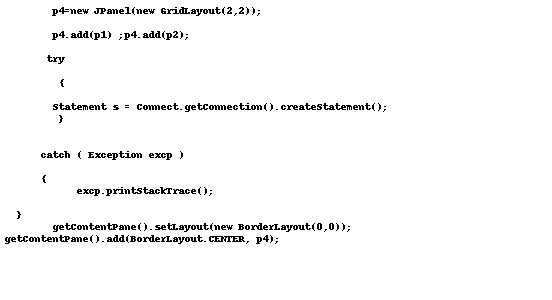 p4=new JPanel(new GridLayout(2,2));
p4.add(p1) ;p4.add(p2);
try
{
Statement s = Connect.getConnection().createStatement();
}
catch ( Exception excp )
{
excp.printStackTrace();
}
getContentPane().setLayout(new BorderLayout(0,0));
getContentPane().add(BorderLayout.CENTER, p4);